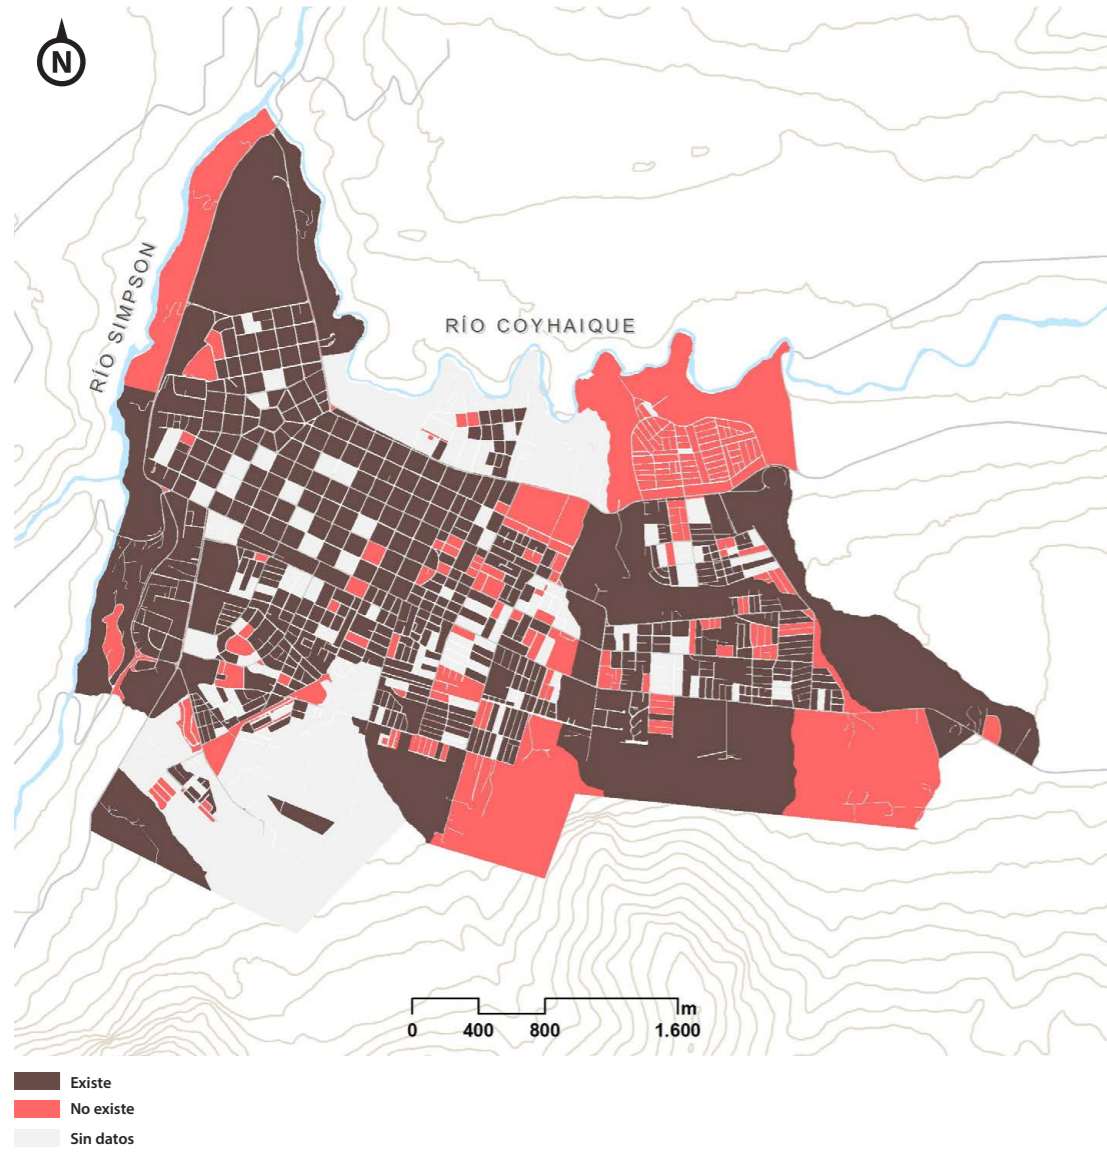 N
RÍO SIMPSON
RÍO COYHAIQUE
m
0 400 800 1.600
Existe
No existe
Sin datos